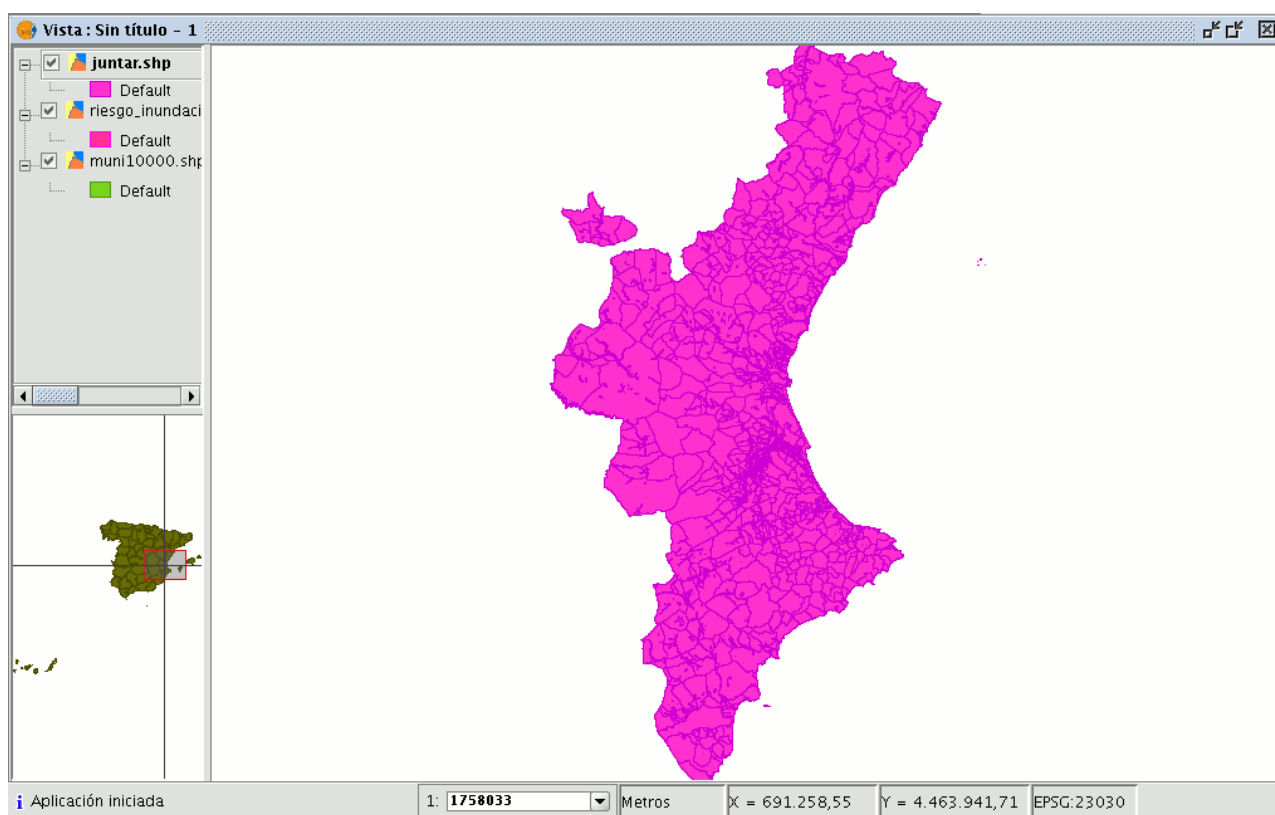 Vista : Sin título - 1
juntar.shp
Default
riesgo_inundaci
Default
muni10000.shp
Default
i Aplicación iniciada
1: 1758033
Metros
X = 691.258,55
Y = 4.463.941,71
EPSG:23030